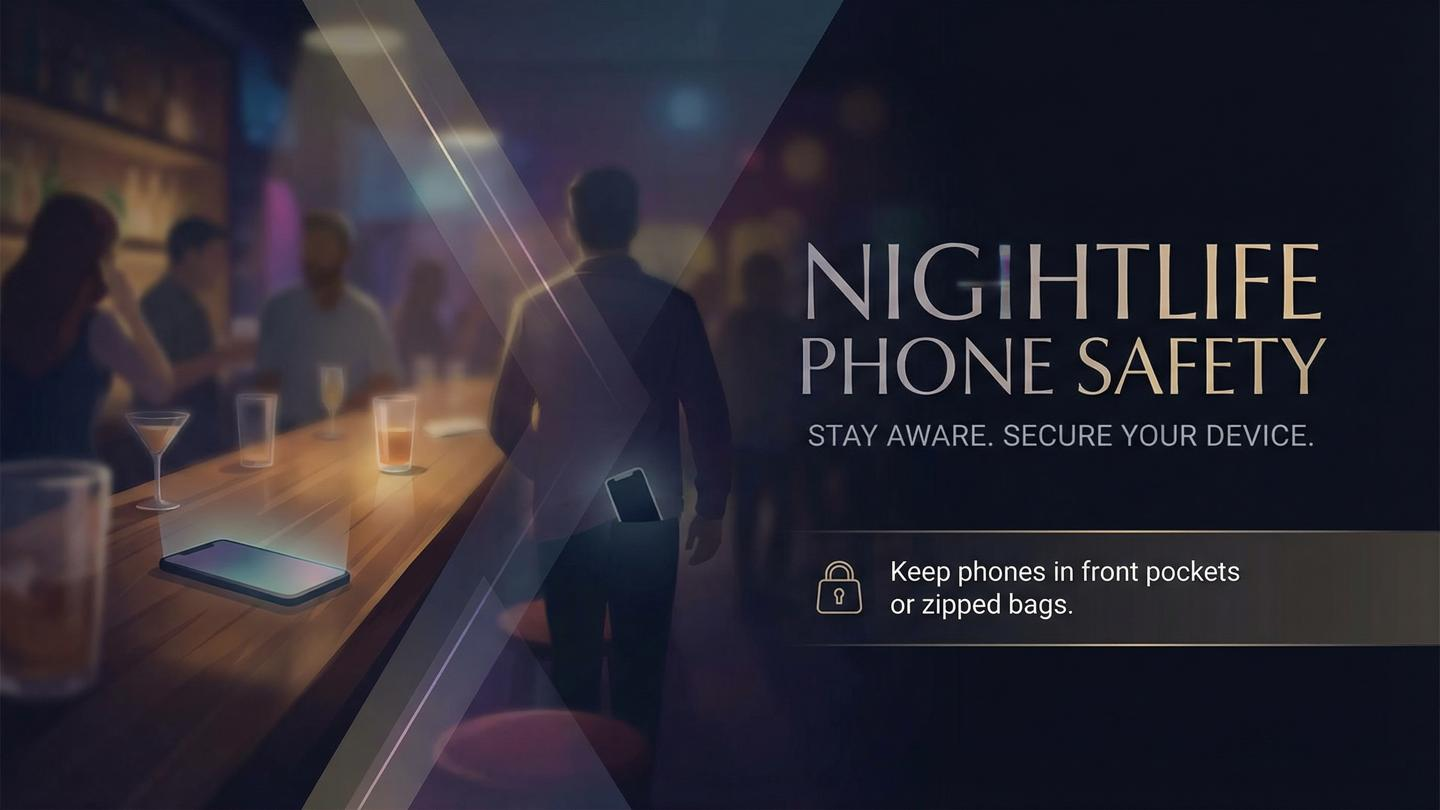 NIGHTLIFE
PHONE SAFETY
STAY AWARE. SECURE YOUR DEVICE.
Keep phones in front pockets
or zipped bags.